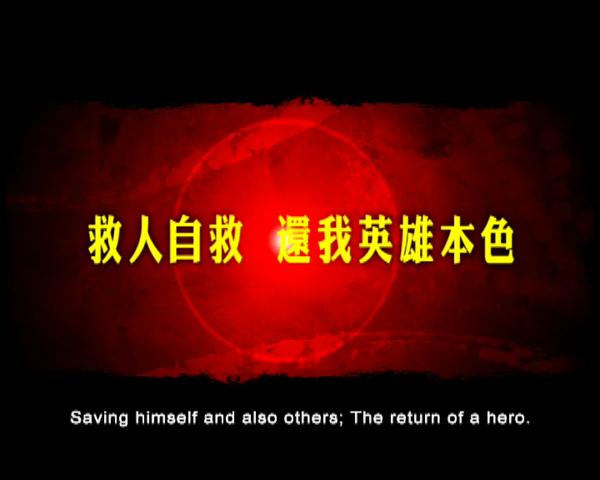 救人自救 還我英雄本色
Saving himself and also others; The return of a hero.